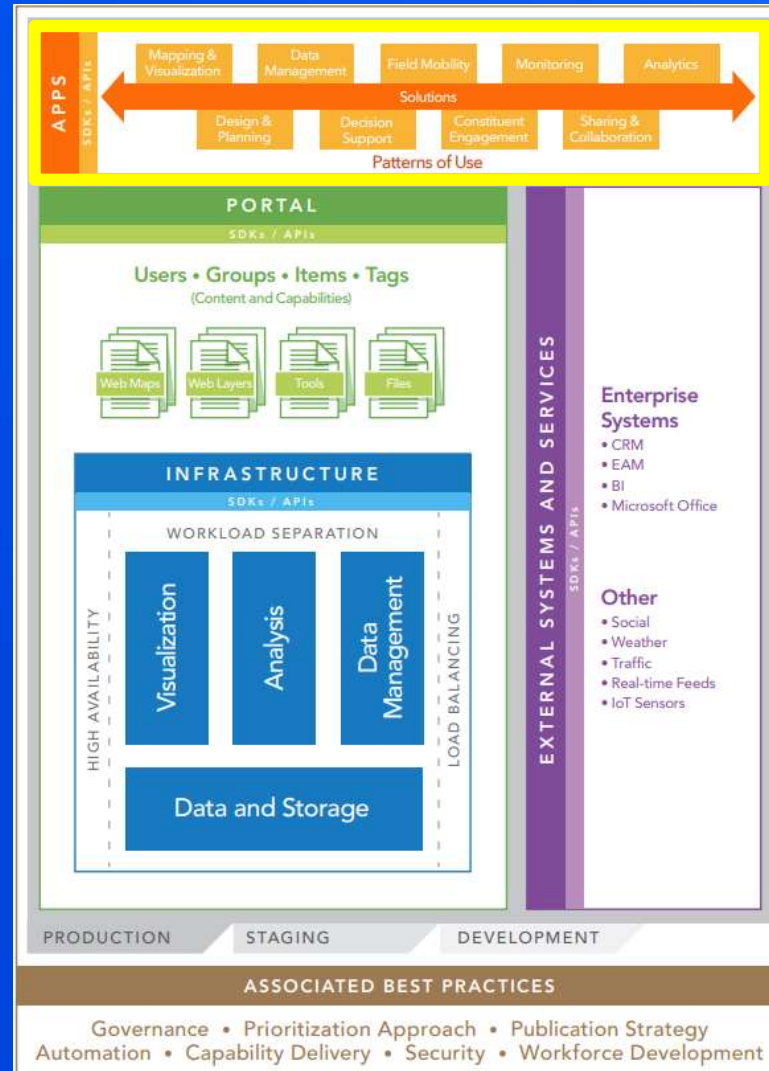 APPS
SDKs / APIs
Mapping &
Visualization
Data
Management
Field Mobility
Monitoring
Analytics
Solutions
Design &
Planning
Decision
Support
Constituent
Engagement
Sharing &
Collaboration
Patterns of Use
PORTAL
SDKs / APIs
Users • Groups • Items • Tags
(Content and Capabilities)
Web Maps
Web Layers
Tools
Files
INFRASTRUCTURE
SDKs / APIs
WORKLOAD SEPARATION
HIGH AVAILABILITY
Visualization
Analysis
Data
Management
LOAD BALANCING
Data and Storage
EXTERNAL SYSTEMS AND SERVICES
SDKs / APIs
Enterprise
Systems
• CRM
• EAM
• BI
• Microsoft Office
Other
• Social
• Weather
• Traffic
• Real-time Feeds
• IoT Sensors
PRODUCTION
STAGING
DEVELOPMENT
ASSOCIATED BEST PRACTICES
Governance • Prioritization Approach • Publication Strategy
Automation • Capability Delivery • Security • Workforce Development